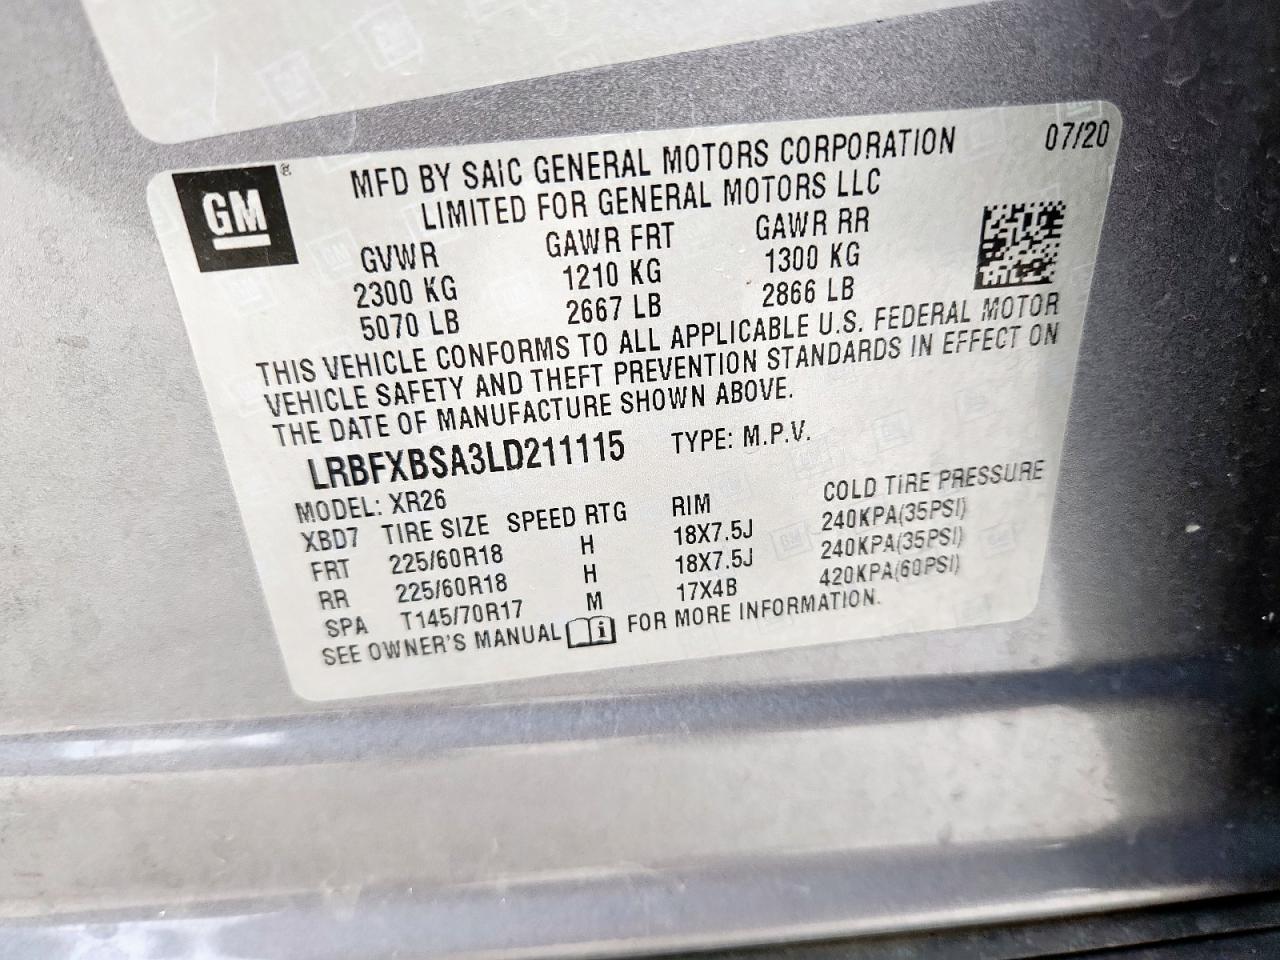 GM
MFD BY SAIC GENERAL MOTORS CORPORATION 07/20
LIMITED FOR GENERAL MOTORS LLC
GVWR GAWR FRT GAWR RR
2300 KG 1210 KG 1300 KG
5070 LB 2667 LB 2866 LB
THIS VEHICLE CONFORMS TO ALL APPLICABLE U.S. FEDERAL MOTOR
VEHICLE SAFETY AND THEFT PREVENTION STANDARDS IN EFFECT ON
THE DATE OF MANUFACTURE SHOWN ABOVE.
LRBFXBSA3LD211115 TYPE: M.P.V.
MODEL: XR26
XBD7 TIRE SIZE SPEED RTG RIM COLD TIRE PRESSURE
FRT 225/60R18 H 18X7.5J 240KPA(35PSI)
RR 225/60R18 H 18X7.5J 240KPA(35PSI)
SPA T145/70R17 M 17X4B 420KPA(60PSI)
SEE OWNER'S MANUAL FOR MORE INFORMATION.